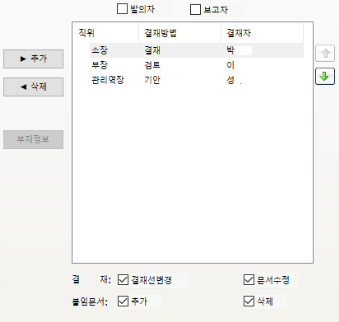 발의자 보고자
직위 결재방법 결재자
소장 결재 박
▶ 추가
부장 검토 이
관리역장 기안 성
◀ 삭제
부재정보
결 재: 결재선변경 문서수정
붙임문서: 추가 삭제